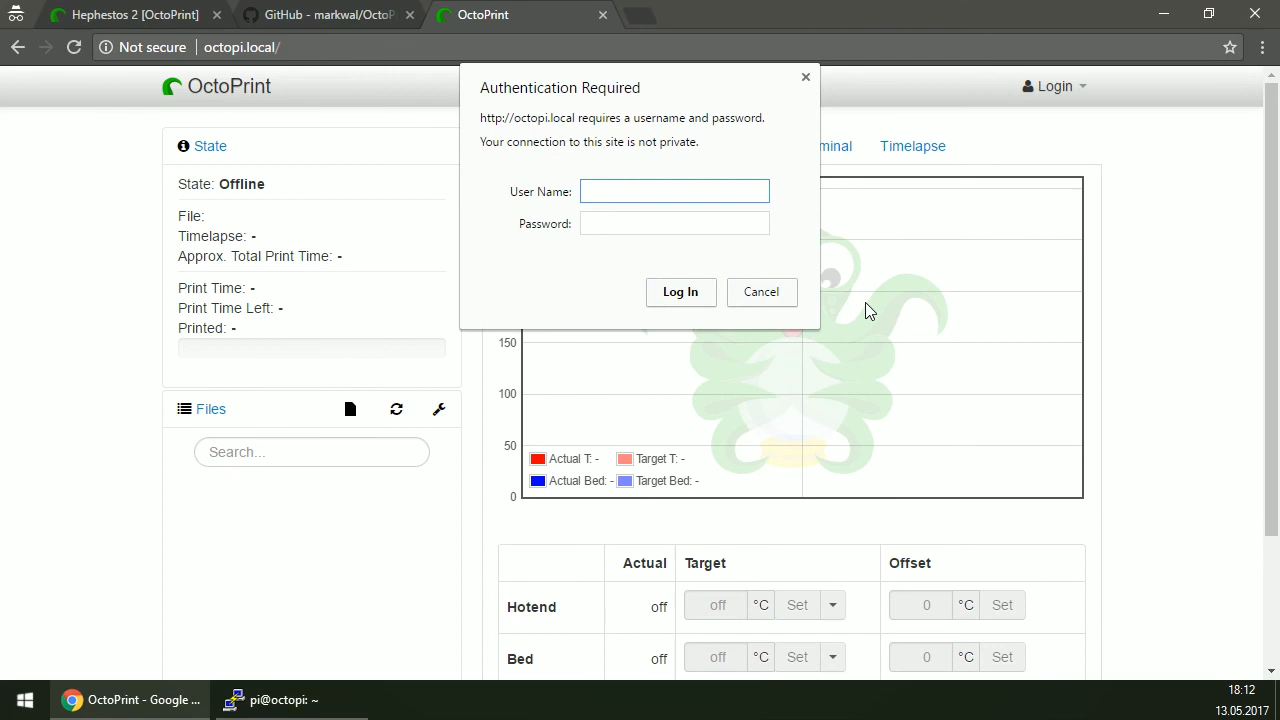 Hephestos 2 [OctoPrint]
GitHub - markwal/OctoP
OctoPrint
Not secure
octopi.local/
OctoPrint
Login
Authentication Required
http://octopi.local requires a username and password.
Your connection to this site is not private.
User Name:
Password:
Log In
Cancel
State
minal
Timelapse
State: Offline
File:
Timelapse: -
Approx. Total Print Time: -
Print Time: -
Print Time Left: -
Printed: -
Files
Search...
150
100
50
0
Actual T: -
Target T: -
Actual Bed: -
Target Bed: -
Actual
Target
Offset
Hotend
off
off
°C
Set
0
°C
Set
Bed
off
off
°C
Set
0
°C
Set
OctoPrint - Google ...
pi@octopi: ~
18:12
13.05.2017